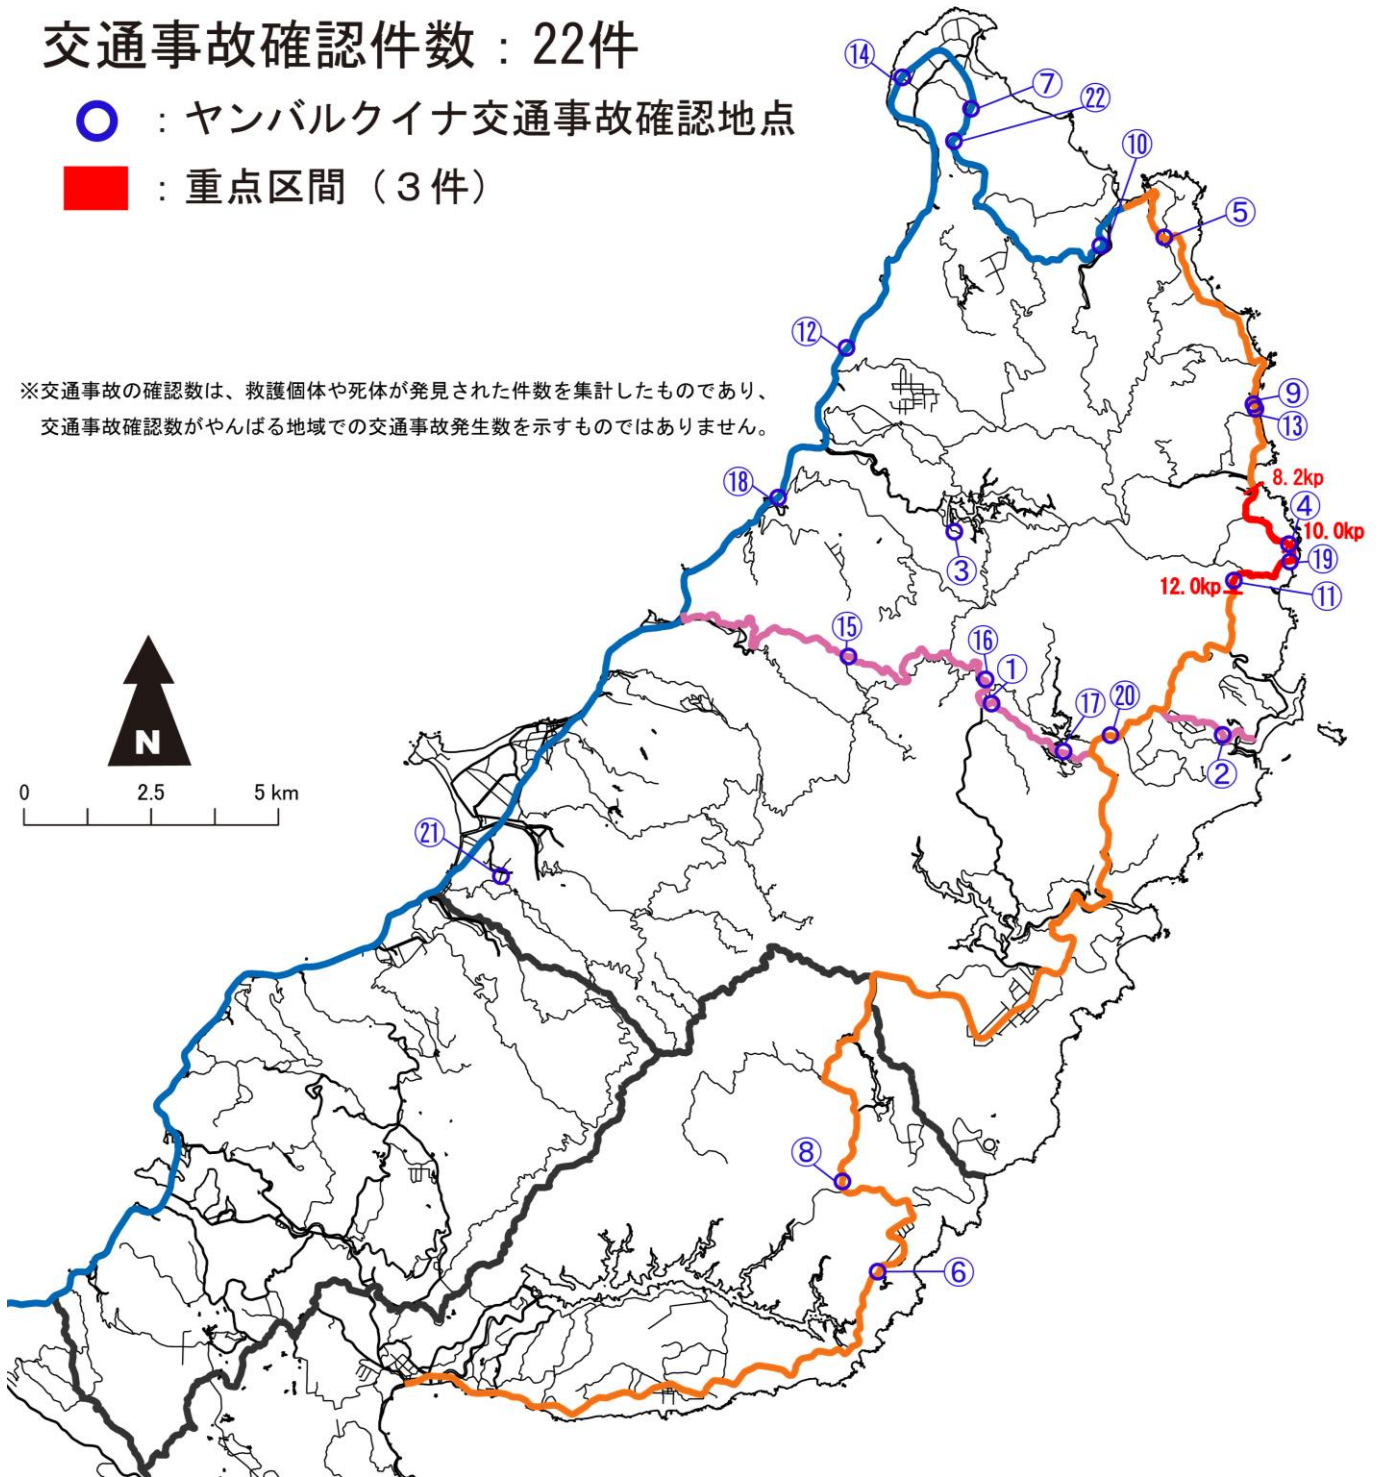 交通事故確認件数：22件
：ヤンバルクイナ交通事故確認地点
：重点区間（３件）
※交通事故の確認数は、救護個体や死体が発見された件数を集計したものであり、
交通事故確認数がやんばる地域での交通事故発生数を示すものではありません。
⑭
⑦
㉒
⑩
⑤
⑫
⑨
⑬
8.2kp
⑱
④
10.0kp
③
⑲
12.0kp
⑪
⑮
⑯
①
⑰
⑳
②
N
0 2.5 5 km
㉑
⑧
⑥